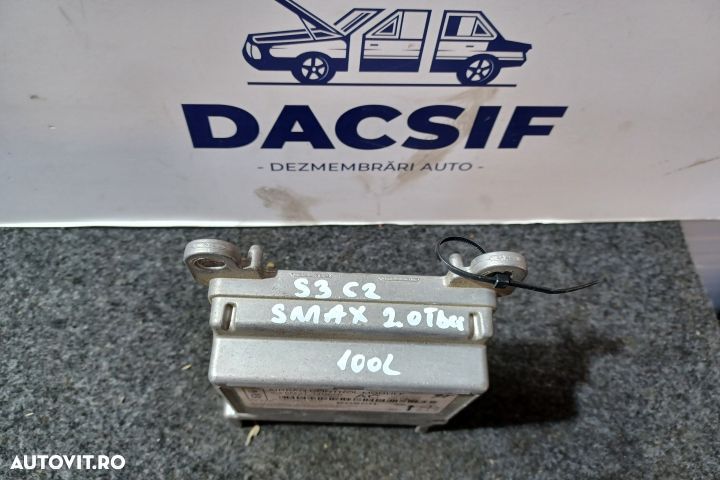 DACSIF
- DEZMEMBRĂRI AUTO -
S3 C2
SMAX 2.0Tdci
100L
AUTOVIT.RO